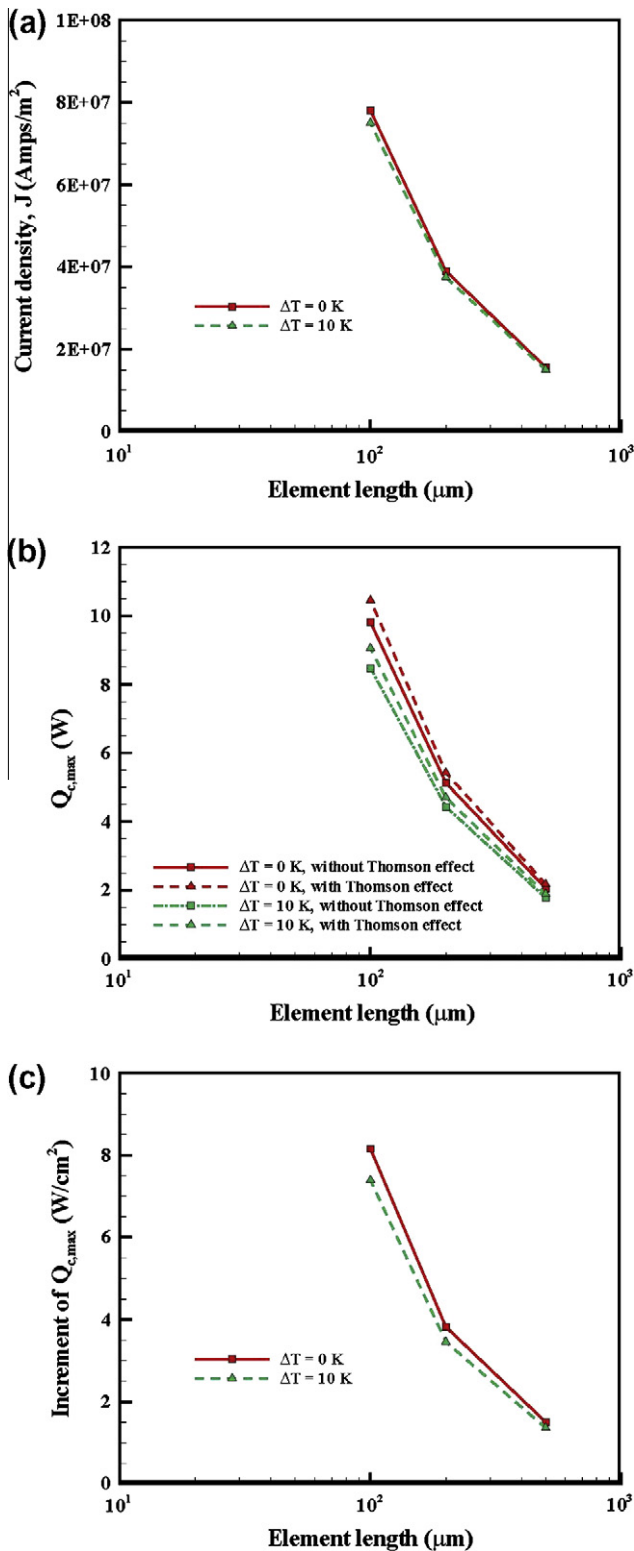 (a)
1E+08
8E+07
6E+07
4E+07
2E+07
0
Current density, J (Amps/m²)
ΔT = 0 K
ΔT = 10 K
10¹
10²
10³
Element length (μm)
(b)
12
10
8
6
4
2
0
Q_c,max (W)
ΔT = 0 K, without Thomson effect
ΔT = 0 K, with Thomson effect
ΔT = 10 K, without Thomson effect
ΔT = 10 K, with Thomson effect
10¹
10²
10³
Element length (μm)
(c)
10
8
6
4
2
0
Increment of Q_c,max (W/cm²)
ΔT = 0 K
ΔT = 10 K
10¹
10²
10³
Element length (μm)